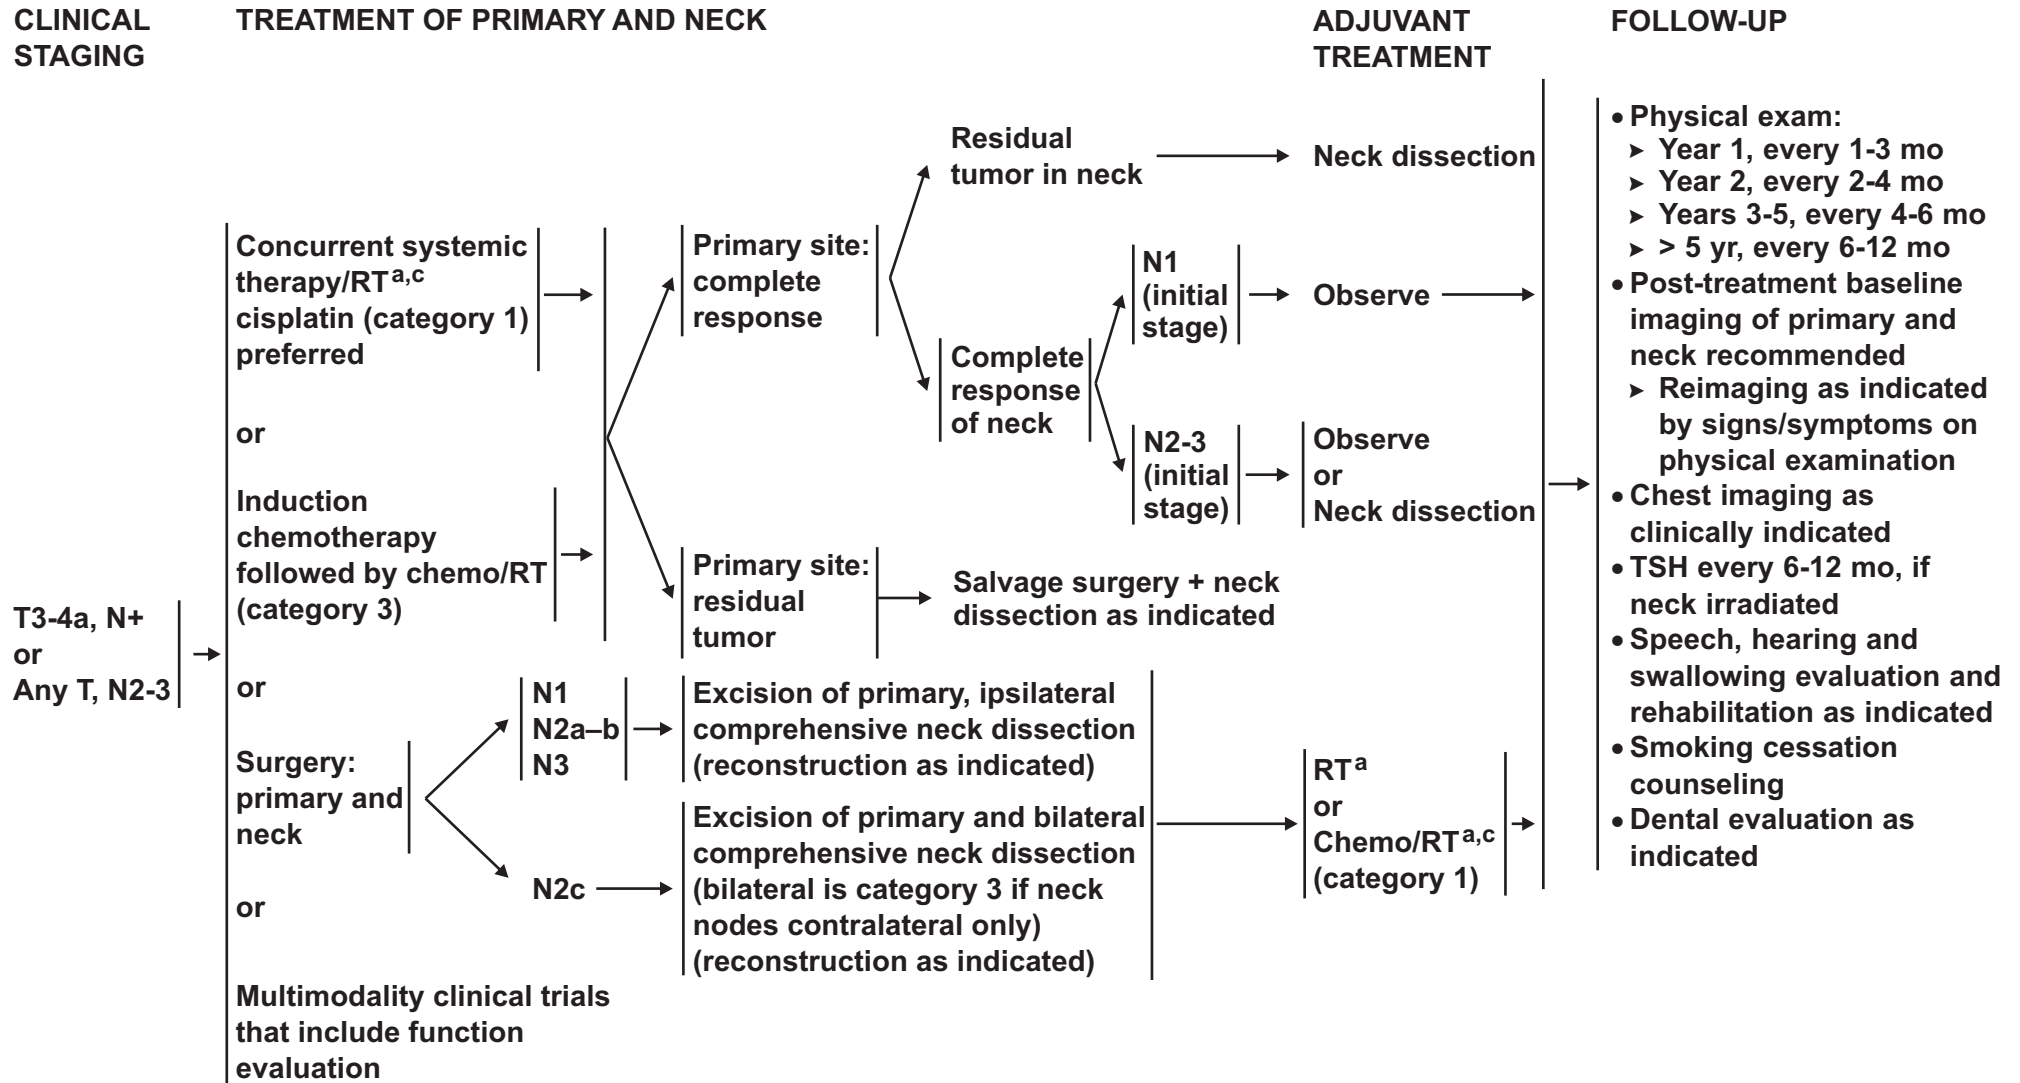 CLINICAL
STAGING
TREATMENT OF PRIMARY AND NECK
ADJUVANT
TREATMENT
FOLLOW-UP
T3-4a, N+
or
Any T, N2-3
Concurrent systemic
therapy/RTa,c
cisplatin (category 1)
preferred
or
Induction
chemotherapy
followed by chemo/RT
(category 3)
or
Surgery:
primary and
neck
or
Multimodality clinical trials
that include function
evaluation
Primary site:
complete
response
Residual
tumor in neck
Neck dissection
Complete
response
of neck
N1
(initial
stage)
Observe
N2-3
(initial
stage)
Observe
or
Neck dissection
Primary site:
residual
tumor
Salvage surgery + neck
dissection as indicated
N1
N2a–b
N3
Excision of primary, ipsilateral
comprehensive neck dissection
(reconstruction as indicated)
N2c
Excision of primary and bilateral
comprehensive neck dissection
(bilateral is category 3 if neck
nodes contralateral only)
(reconstruction as indicated)
RTa
or
Chemo/RTa,c
(category 1)
• Physical exam:
➤ Year 1, every 1-3 mo
➤ Year 2, every 2-4 mo
➤ Years 3-5, every 4-6 mo
➤ > 5 yr, every 6-12 mo
• Post-treatment baseline
imaging of primary and
neck recommended
➤ Reimaging as indicated
by signs/symptoms on
physical examination
• Chest imaging as
clinically indicated
• TSH every 6-12 mo, if
neck irradiated
• Speech, hearing and
swallowing evaluation and
rehabilitation as indicated
• Smoking cessation
counseling
• Dental evaluation as
indicated